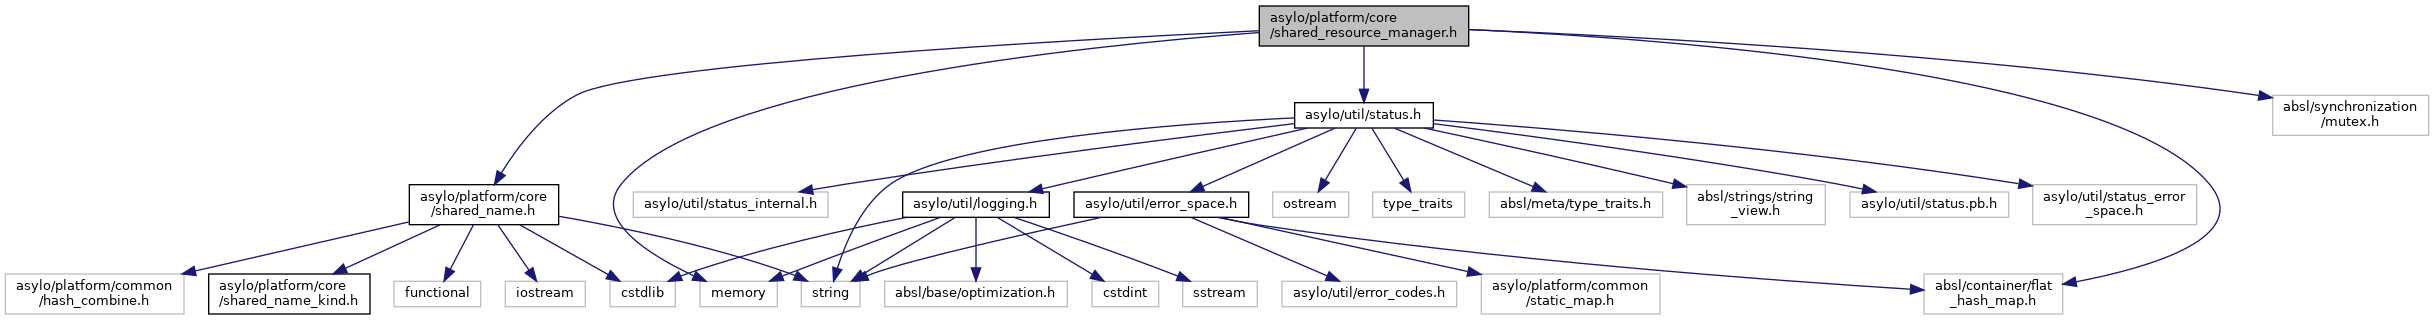 asylo/platform/core
/shared_resource_manager.h
absl/synchronization
/mutex.h
asylo/util/status.h
asylo/platform/core
/shared_name.h
asylo/util/status_internal.h
asylo/util/logging.h
asylo/util/error_space.h
ostream
type_traits
absl/meta/type_traits.h
absl/strings/string
_view.h
asylo/util/status.pb.h
asylo/util/status_error
_space.h
asylo/platform/common
/hash_combine.h
asylo/platform/core
/shared_name_kind.h
functional
iostream
cstdlib
memory
string
absl/base/optimization.h
cstdint
sstream
asylo/util/error_codes.h
asylo/platform/common
/static_map.h
absl/container/flat
_hash_map.h